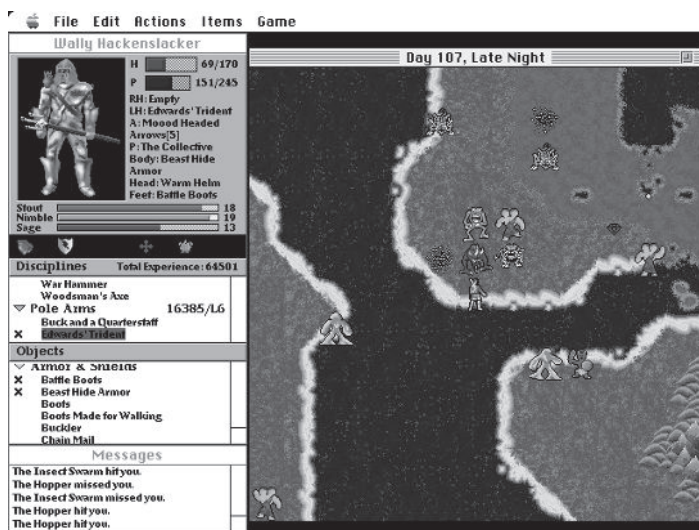 File Edit Actions Items Game
Wally Hackenslacker
H 69/170
P 151/245
RH: Empty
LH: Edwards' Trident
A: Moood Headed
Arrows[5]
P: The Collective
Body: Beast Hide
Armor
Head: Warm Helm
Feet: Battle Boots
Stout 18
Nimble 19
Sage 13
Disciplines Total Experience: 64501
War Hammer
Woodsman's Axe
Pole Arms 16385/L6
Buck and a Quarterstaff
Edwards' Trident
Objects
Armor & Shields
Battle Boots
Beast Hide Armor
Boots
Boots Made for Walking
Buckler
Chain Mail
Messages
The Insect Swarm hit you.
The Hopper missed you.
The Insect Swarm missed you.
The Hopper hit you.
The Hopper hit you.
Day 107, Late Night